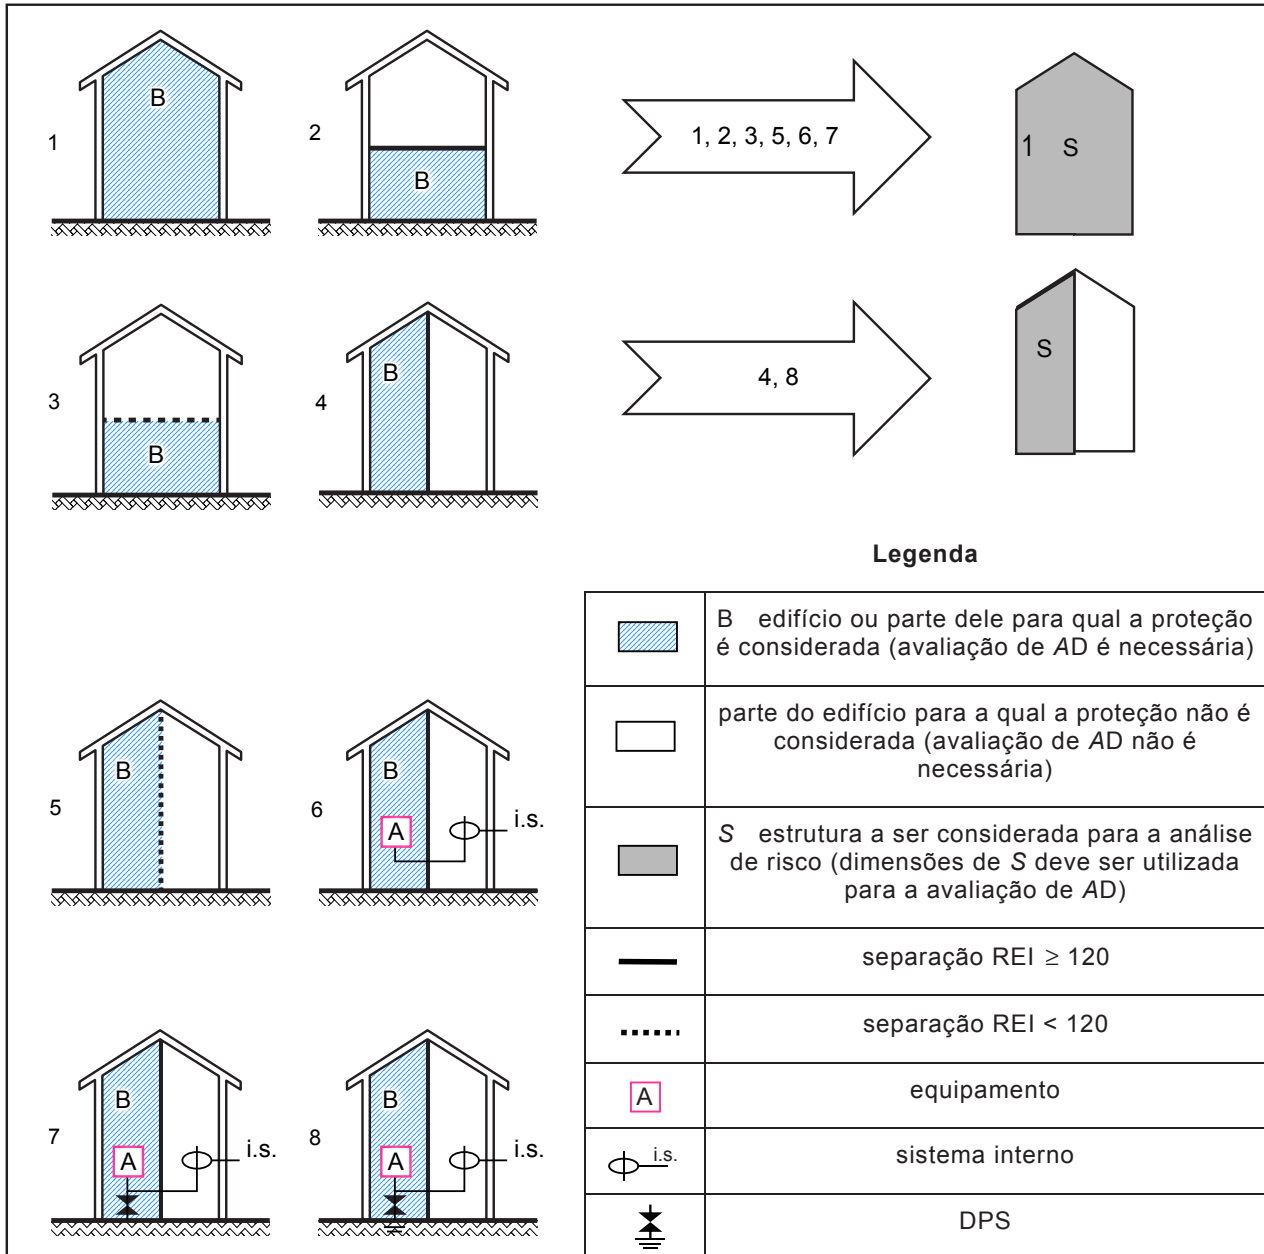 B
1
B
2
1, 2, 3, 5, 6, 7
1 S
B
3
B
4
4, 8
S
Legenda
B edifício ou parte dele para qual a proteção
é considerada (avaliação de AD é necessária)
parte do edifício para a qual a proteção não é
considerada (avaliação de AD não é
necessária)
S estrutura a ser considerada para a análise
de risco (dimensões de S deve ser utilizada
para a avaliação de AD)
separação REI ≥ 120
separação REI < 120
A equipamento
i.s. sistema interno
DPS
B
5
B
6
A
i.s.
B
7
A
i.s.
B
8
A
i.s.